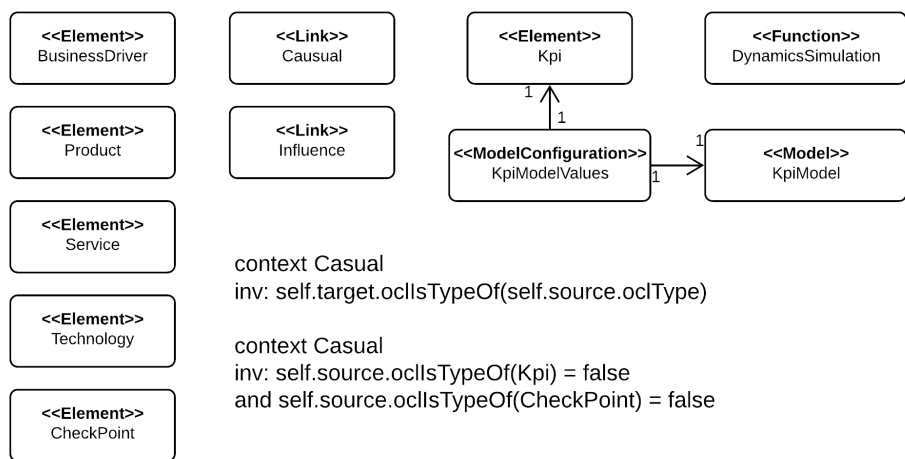 <<Element>>
BusinessDriver
<<Link>>
Causual
<<Element>>
Kpi
<<Function>>
DynamicsSimulation
<<Element>>
Product
<<Link>>
Influence
1
1
<<ModelConfiguration>>
KpiModelValues
1
1
<<Model>>
KpiModel
<<Element>>
Service
<<Element>>
Technology
<<Element>>
CheckPoint
context Casual
inv: self.target.oclIsTypeOf(self.source.oclType)
context Casual
inv: self.source.oclIsTypeOf(Kpi) = false
and self.source.oclIsTypeOf(CheckPoint) = false